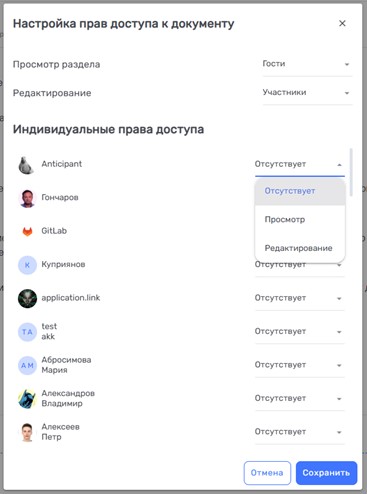 Настройка прав доступа к документу
Просмотр раздела
Гости
Редактирование
Участники
Индивидуальные права доступа
Anticipant
Отсутствует
Отсутствует
Просмотр
Редактирование
Гончаров
GitLab
К
Куприянов
Отсутствует
application.link
Отсутствует
TA
test
akk
Отсутствует
АМ
Абросимова
Мария
Отсутствует
Александров
Владимир
Отсутствует
Алексеев
Петр
Отсутствует
Отмена
Сохранить